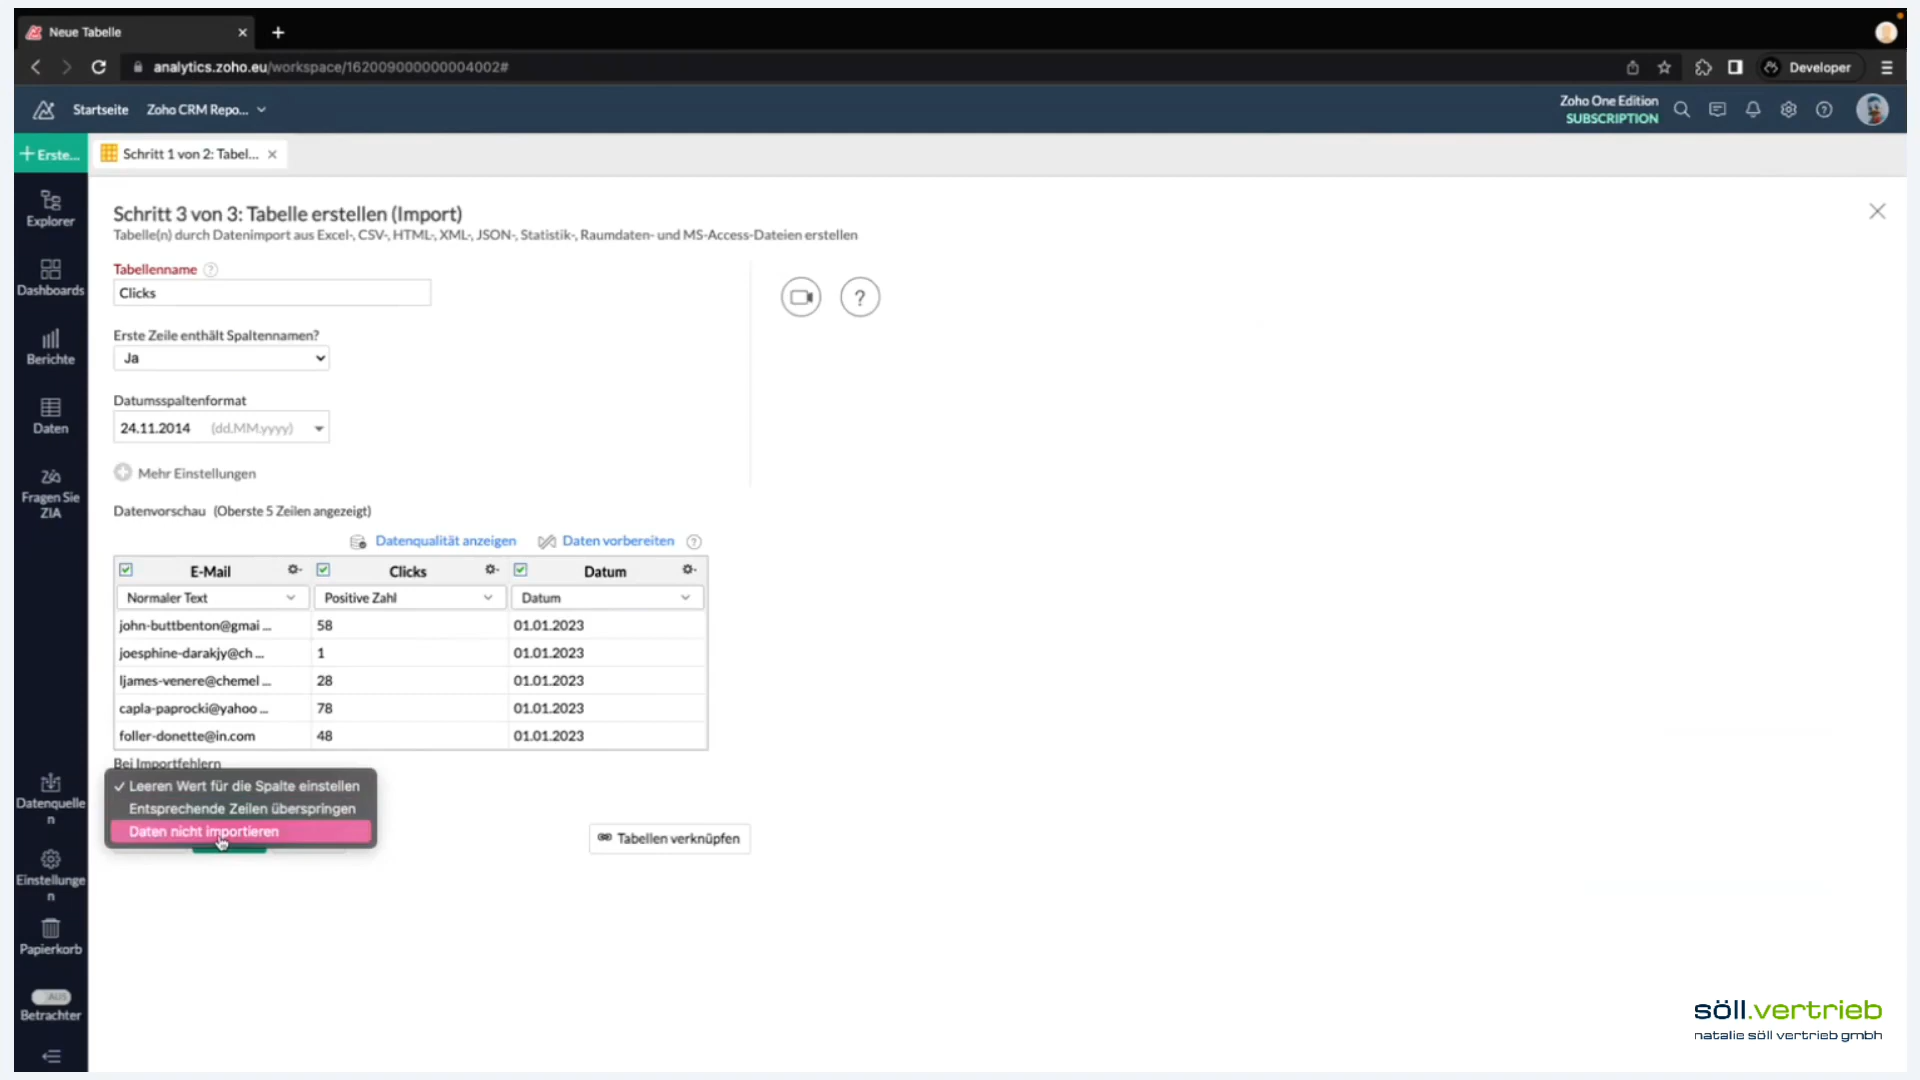 Neue Tabelle
analytics.zoho.eu/workspace/162009000000004002#
Developer
Startseite
Zoho CRM Repo...
Zoho One Edition
SUBSCRIPTION
Erste...
Schritt 1 von 2: Tabel...
Explorer
Dashboards
Berichte
Daten
Fragen Sie
ZIA
Datenquelle
n
Einstellunge
n
Papierkorb
AUS
Betrachter
Schritt 3 von 3: Tabelle erstellen (Import)
Tabelle(n) durch Datenimport aus Excel-, CSV-, HTML-, XML-, JSON-, Statistik-, Raumdaten- und MS-Access-Dateien erstellen
Tabellenname ?
Clicks
Erste Zeile enthält Spaltennamen?
Ja
Datumsspaltenformat
24.11.2014 (dd.MM.yyyy)
Mehr Einstellungen
Datenvorschau (Oberste 5 Zeilen angezeigt)
Datenqualität anzeigen Daten vorbereiten ?
E-Mail Clicks Datum
Normaler Text Positive Zahl Datum
john-buttbenton@gmai ... 58 01.01.2023
joesphine-darakjy@ch ... 1 01.01.2023
ljames-venere@chemel ... 28 01.01.2023
capla-paprocki@yahoo ... 78 01.01.2023
foller-donette@in.com 48 01.01.2023
Bei Importfehlern
✓ Leeren Wert für die Spalte einstellen
Entsprechende Zeilen überspringen
Daten nicht importieren
Tabellen verknüpfen
söll.vertrieb
natalie söll vertrieb gmbh